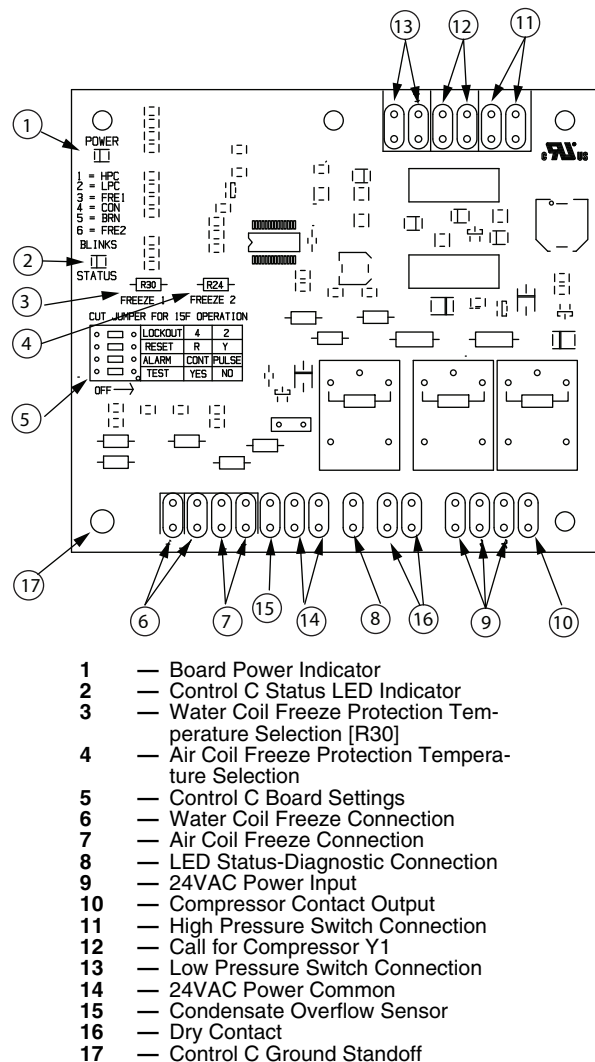 13 12 11
1
POWER
c RU us
1 = HPC
2 = LPC
3 = FRE1
4 = CON
5 = BRN
6 = FRE2
BLINKS
2
STATUS
3
R30 R24
FREEZE 1 FREEZE 2
4
CUT JUMPER FOR 15F OPERATION
LOCKOUT 4 2
RESET R Y
ALARM CONT PULSE
TEST YES NO
5
OFF
17
6 7 15 14 8 16 9 10
1 — Board Power Indicator
2 — Control C Status LED Indicator
3 — Water Coil Freeze Protection Tem-
perature Selection [R30]
4 — Air Coil Freeze Protection Tempera-
ture Selection
5 — Control C Board Settings
6 — Water Coil Freeze Connection
7 — Air Coil Freeze Connection
8 — LED Status-Diagnostic Connection
9 — 24VAC Power Input
10 — Compressor Contact Output
11 — High Pressure Switch Connection
12 — Call for Compressor Y1
13 — Low Pressure Switch Connection
14 — 24VAC Power Common
15 — Condensate Overflow Sensor
16 — Dry Contact
17 — Control C Ground Standoff